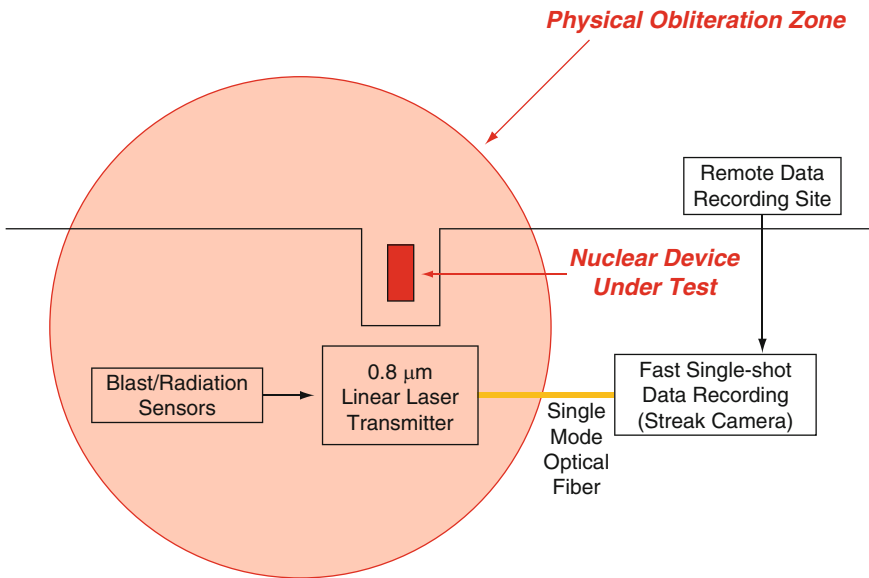 Physical Obliteration Zone
Remote Data
Recording Site
Nuclear Device
Under Test
Blast/Radiation
Sensors
0.8 μm
Linear Laser
Transmitter
Single
Mode
Optical
Fiber
Fast Single-shot
Data Recording
(Streak Camera)